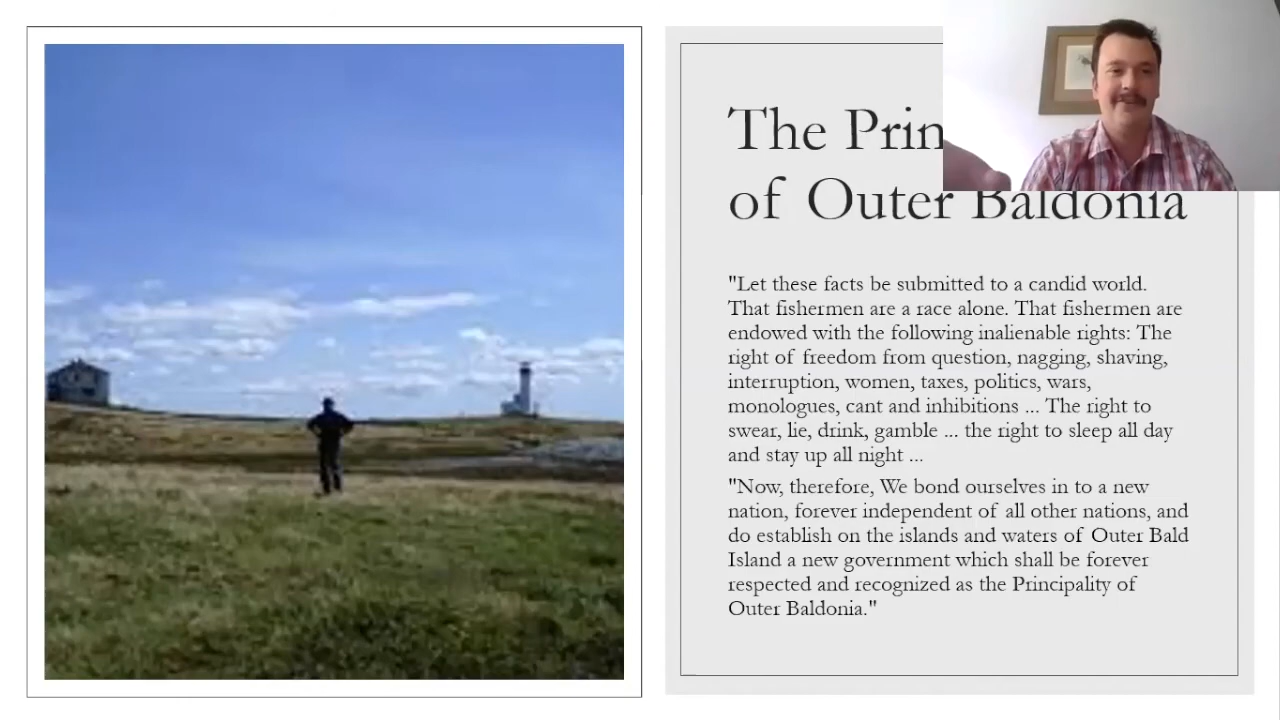 The Prin
of Outer Baldonia
"Let these facts be submitted to a candid world.
That fishermen are a race alone. That fishermen are
endowed with the following inalienable rights: The
right of freedom from question, nagging, shaving,
interruption, women, taxes, politics, wars,
monologues, cant and inhibitions ... The right to
swear, lie, drink, gamble ... the right to sleep all day
and stay up all night ...
"Now, therefore, We bond ourselves in to a new
nation, forever independent of all other nations, and
do establish on the islands and waters of Outer Bald
Island a new government which shall be forever
respected and recognized as the Principality of
Outer Baldonia."